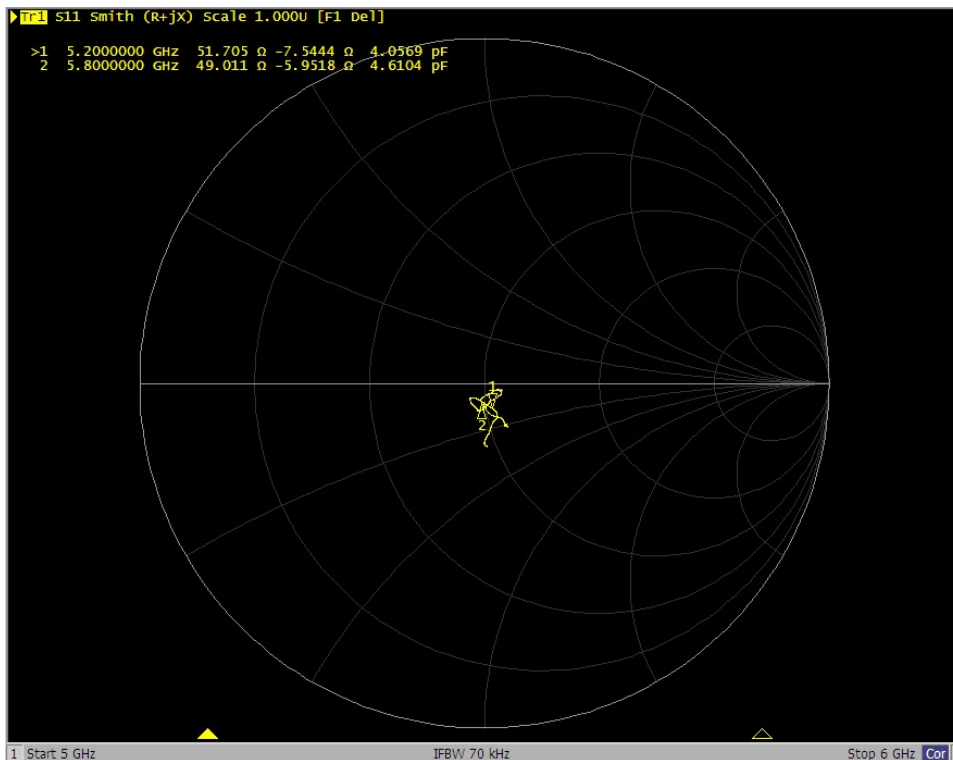 Tr1 S11 Smith (R+jX) Scale 1.000U [F1 Del]
>1 5.2000000 GHz 51.705 Ω -7.5444 Ω 4.0569 pF
2 5.8000000 GHz 49.011 Ω -5.9518 Ω 4.6104 pF
1
2
1 Start 5 GHz IFBW 70 kHz Stop 6 GHz Cor